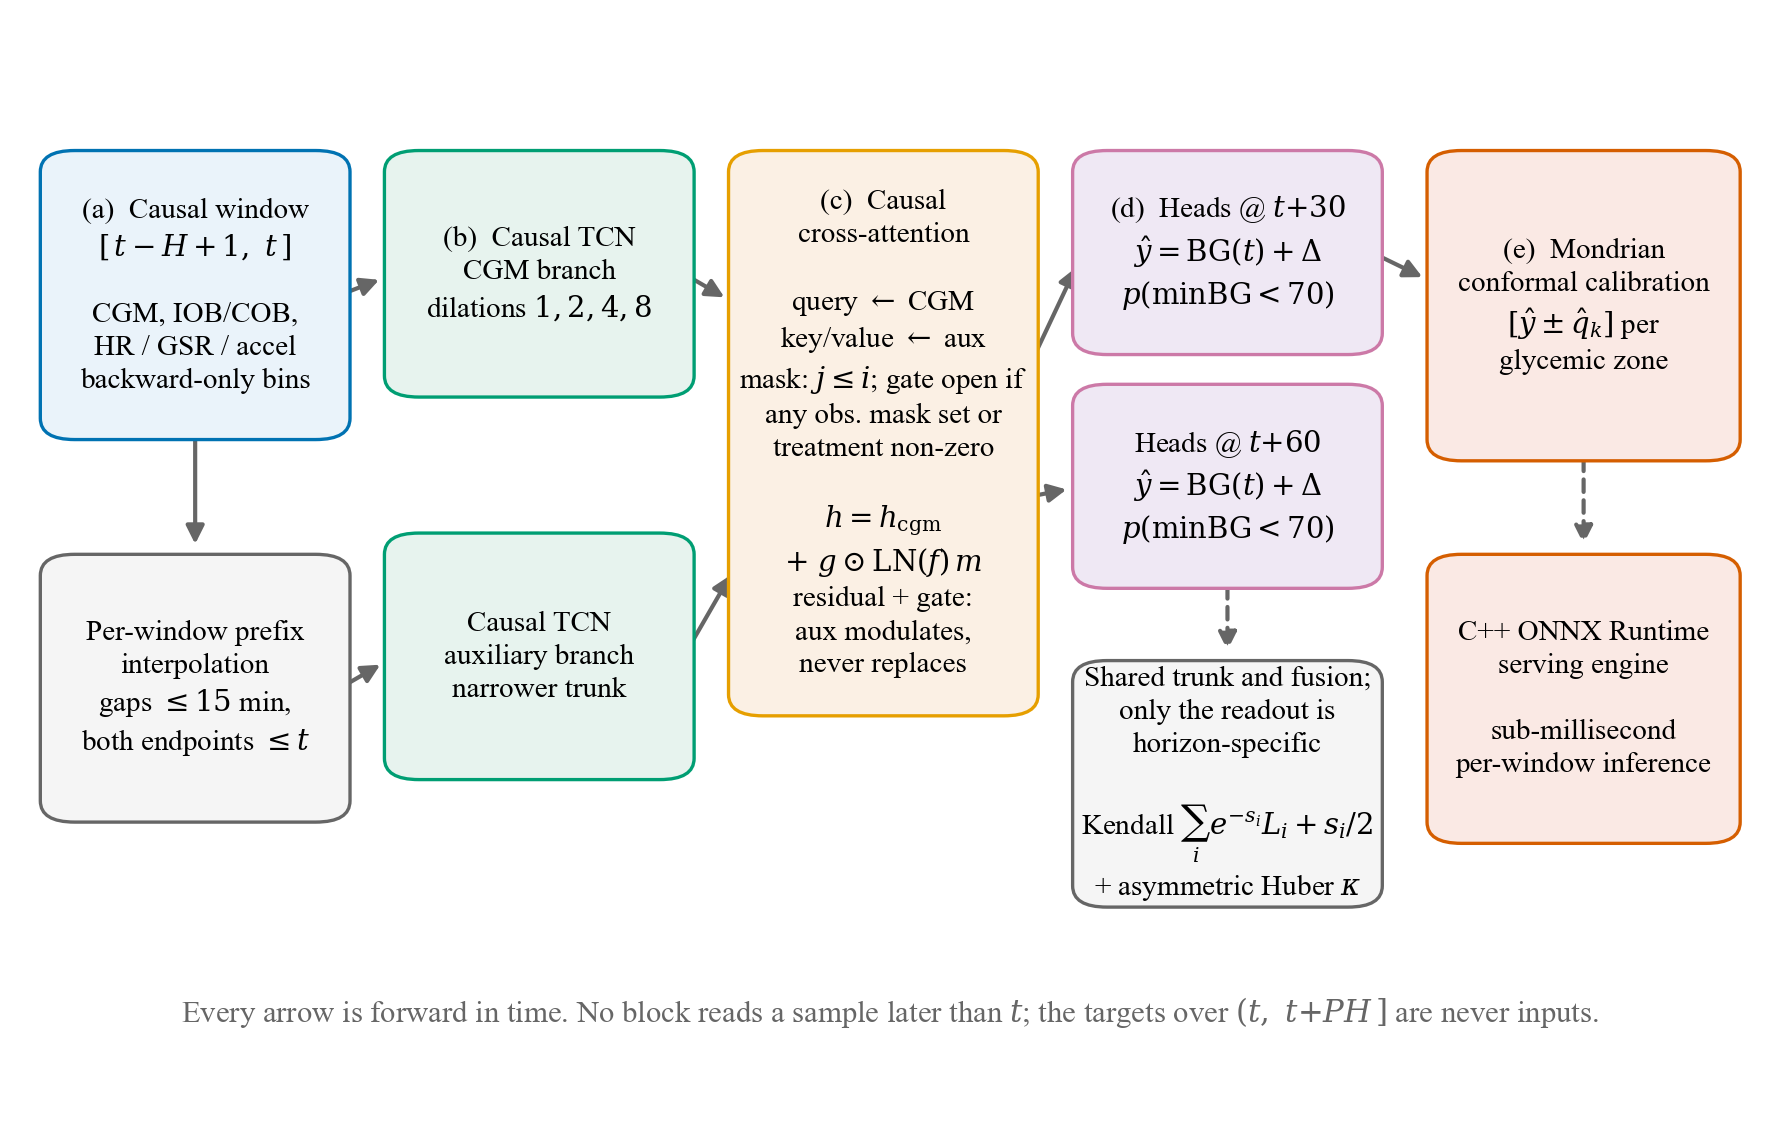 (a) Causal window
[t − H + 1, t]
CGM, IOB/COB,
HR / GSR / accel
backward-only bins
Per-window prefix
interpolation
gaps ≤ 15 min,
both endpoints ≤ t
(b) Causal TCN
CGM branch
dilations 1, 2, 4, 8
Causal TCN
auxiliary branch
narrower trunk
(c) Causal
cross-attention
query ← CGM
key/value ← aux
mask: j ≤ i; gate open if
any obs. mask set or
treatment non-zero
h = h_cgm
+ g ⊙ LN(f) m
residual + gate:
aux modulates,
never replaces
(d) Heads @ t+30
ŷ = BG(t) + Δ
p(minBG < 70)
Heads @ t+60
ŷ = BG(t) + Δ
p(minBG < 70)
Shared trunk and fusion;
only the readout is
horizon-specific
Kendall ∑_i e^{−s_i} L_i + s_i/2
+ asymmetric Huber κ
(e) Mondrian
conformal calibration
[ŷ ± q̂_k] per
glycemic zone
C++ ONNX Runtime
serving engine
sub-millisecond
per-window inference
Every arrow is forward in time. No block reads a sample later than t; the targets over (t, t+PH] are never inputs.